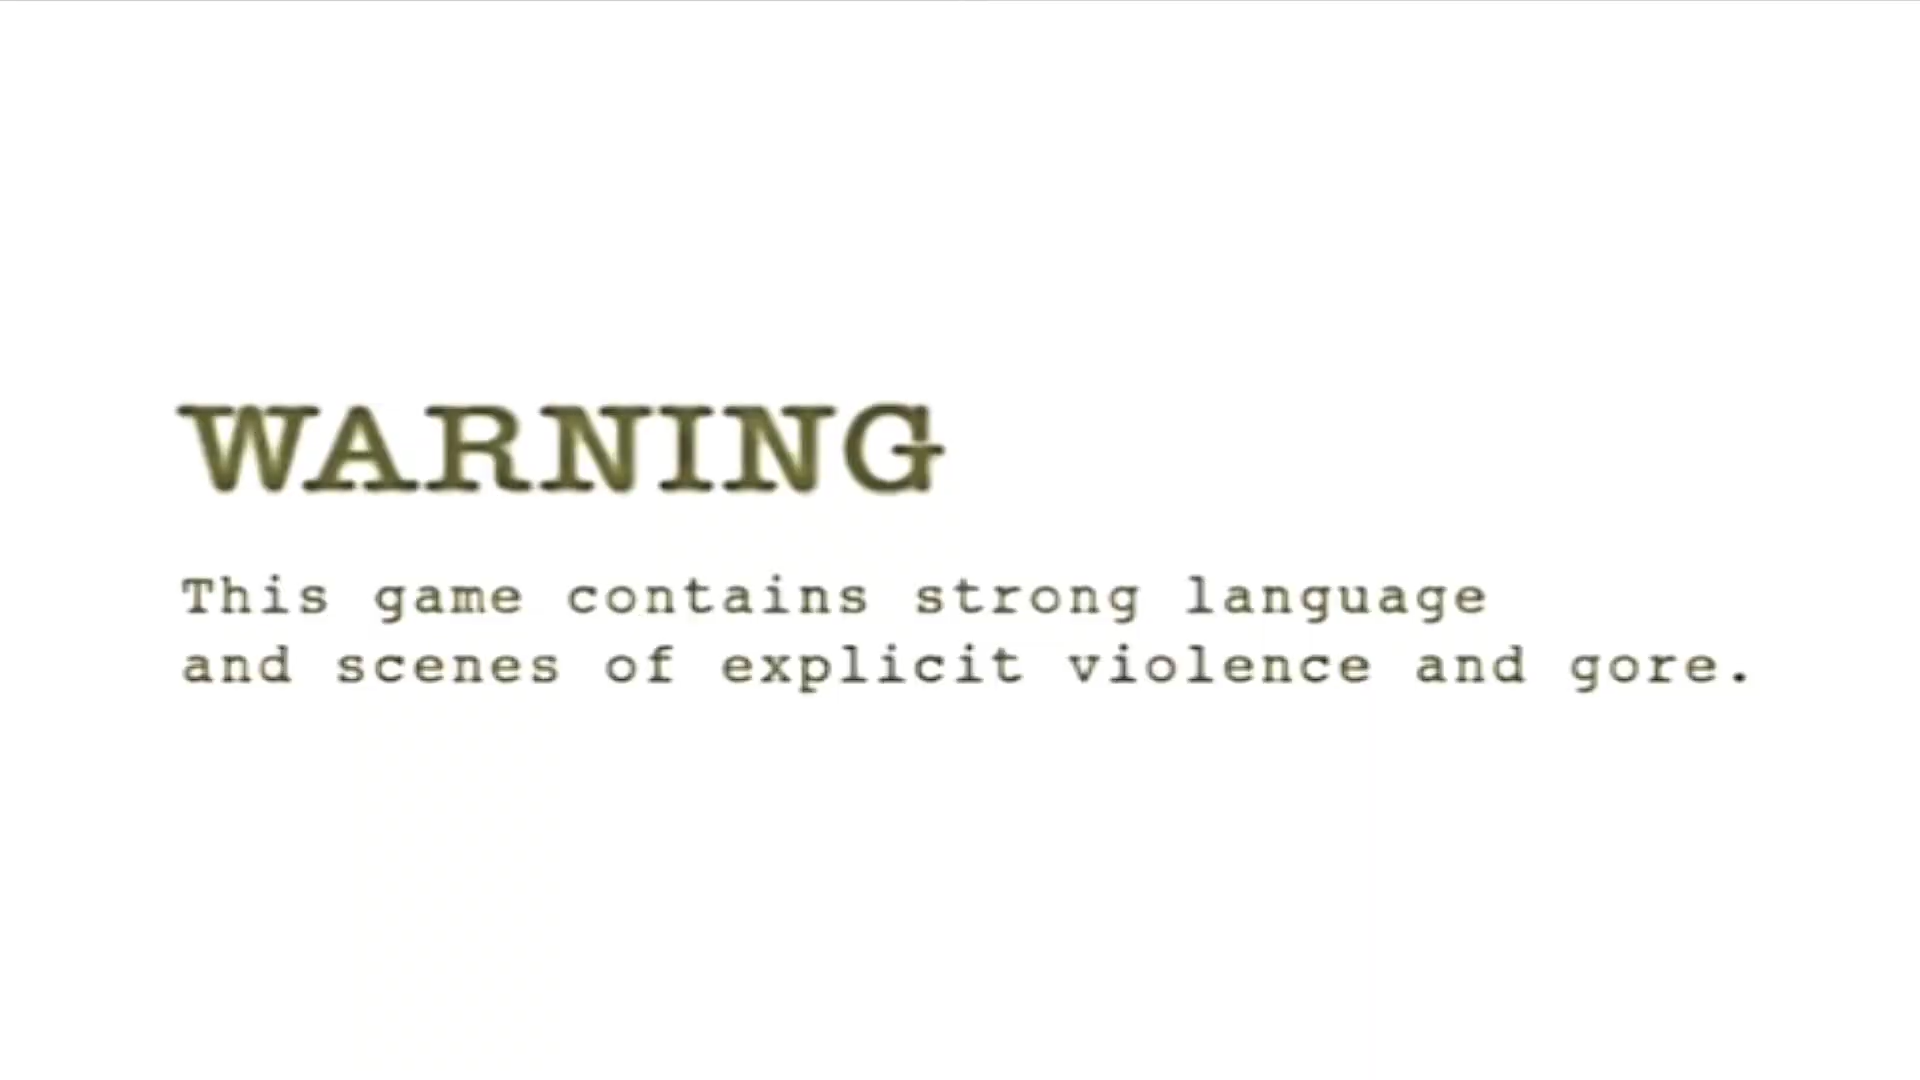 WARNING
This game contains strong language
and scenes of explicit violence and gore.